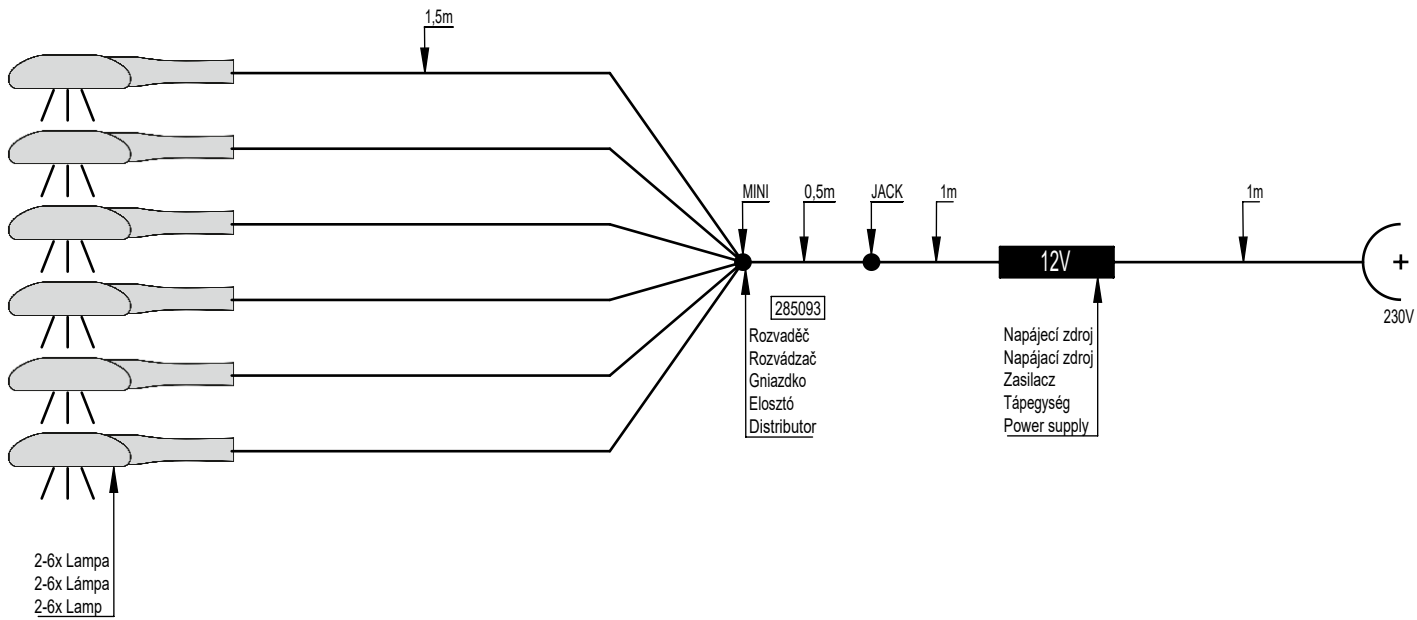 1,5m
MINI
0,5m
JACK
1m
1m
12V
230V
285093
Rozvaděč
Rozvádzač
Gniazdko
Elosztó
Distributor
Napájecí zdroj
Napájací zdroj
Zasilacz
Tápegység
Power supply
2-6x Lampa
2-6x Lámpa
2-6x Lamp